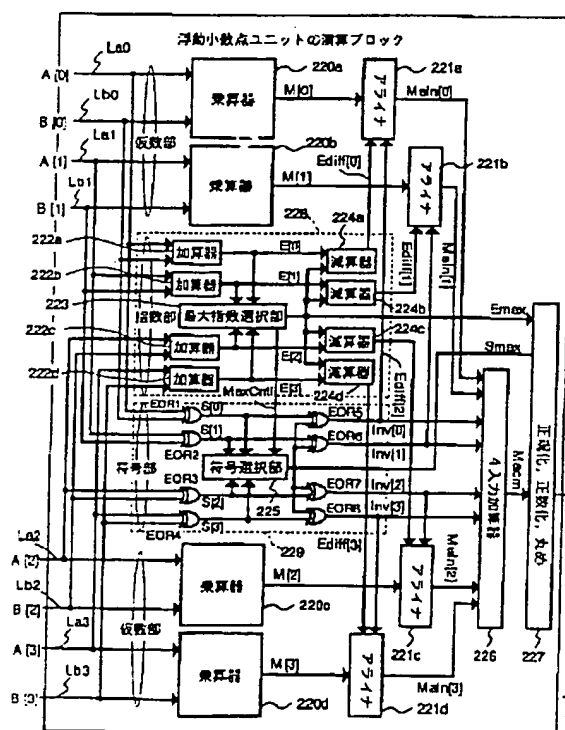 浮動小数点ユニットの演算ブロック
La0
A[0]
Lb0
B[0]
La1
A[1]
Lb1
B[1]
仮数部
220a
乗算器
M[0]
221a
アライナ
Maln[0]
220b
乗算器
M[1]
Ediff[0]
221b
アライナ
Maln[1]
228
222a
加算器
E[0]
224a
減算器
Ediff[1]
222b
加算器
E[1]
減算器
224b
223
指数部
最大指数選択部
Emax
222c
加算器
E[2]
224c
減算器
Smax
222d
加算器
E[3]
減算器
224d
Ediff[2]
MaxCntl
EOR1
S[0]
EOR5
Inv[0]
EOR2
S[1]
EOR6
Inv[1]
符号部
符号選択部
225
EOR3
S[2]
EOR7
Inv[2]
EOR4
S[3]
EOR8
Inv[3]
229
Ediff[3]
4入力加算器
226
Macm
正規化,正数化,丸め
227
La2
A[2]
Lb2
B[2]
La3
A[3]
Lb3
B[3]
仮数部
乗算器
220c
M[2]
アライナ
221c
Maln[2]
乗算器
220d
M[3]
アライナ
221d
Maln[3]